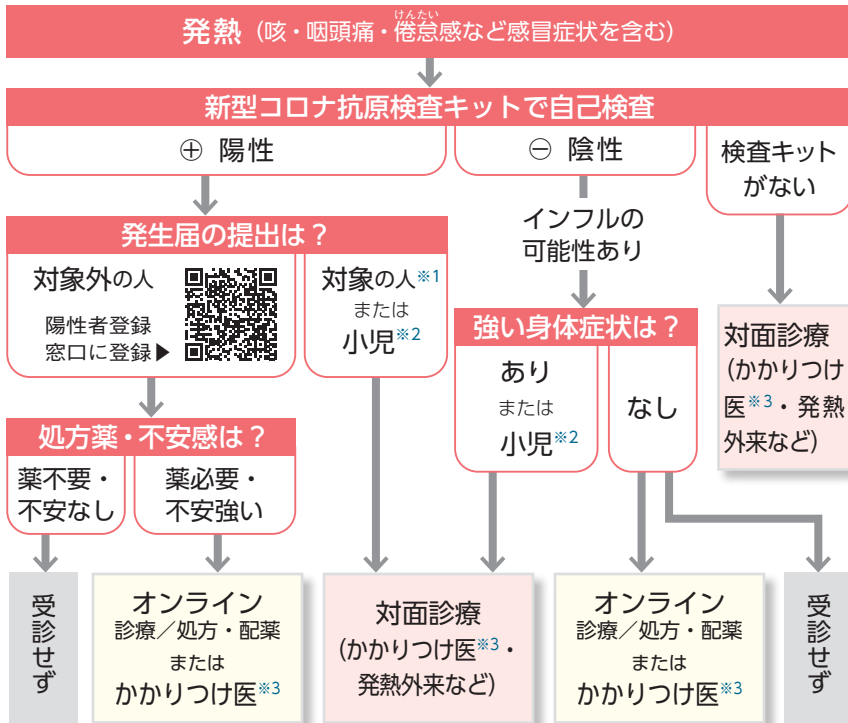 けんたい
発熱（咳・咽頭痛・倦怠感など感冒症状を含む）
新型コロナ抗原検査キットで自己検査
⊕ 陽性
⊖ 陰性
検査キット
がない
インフルの
可能性あり
発生届の提出は？
対象外の人
陽性者登録
窓口に登録▶
対象の人※1
または
小児※2
強い身体症状は？
あり
または
小児※2
なし
対面診療
（かかりつけ
医※3・発熱
外来など）
処方薬・不安感は？
薬不要・
不安なし
薬必要・
不安強い
受診せず
オンライン
診療／処方・配薬
または
かかりつけ医※3
対面診療
（かかりつけ医※3・
発熱外来など）
オンライン
診療／処方・配薬
または
かかりつけ医※3
受診せず